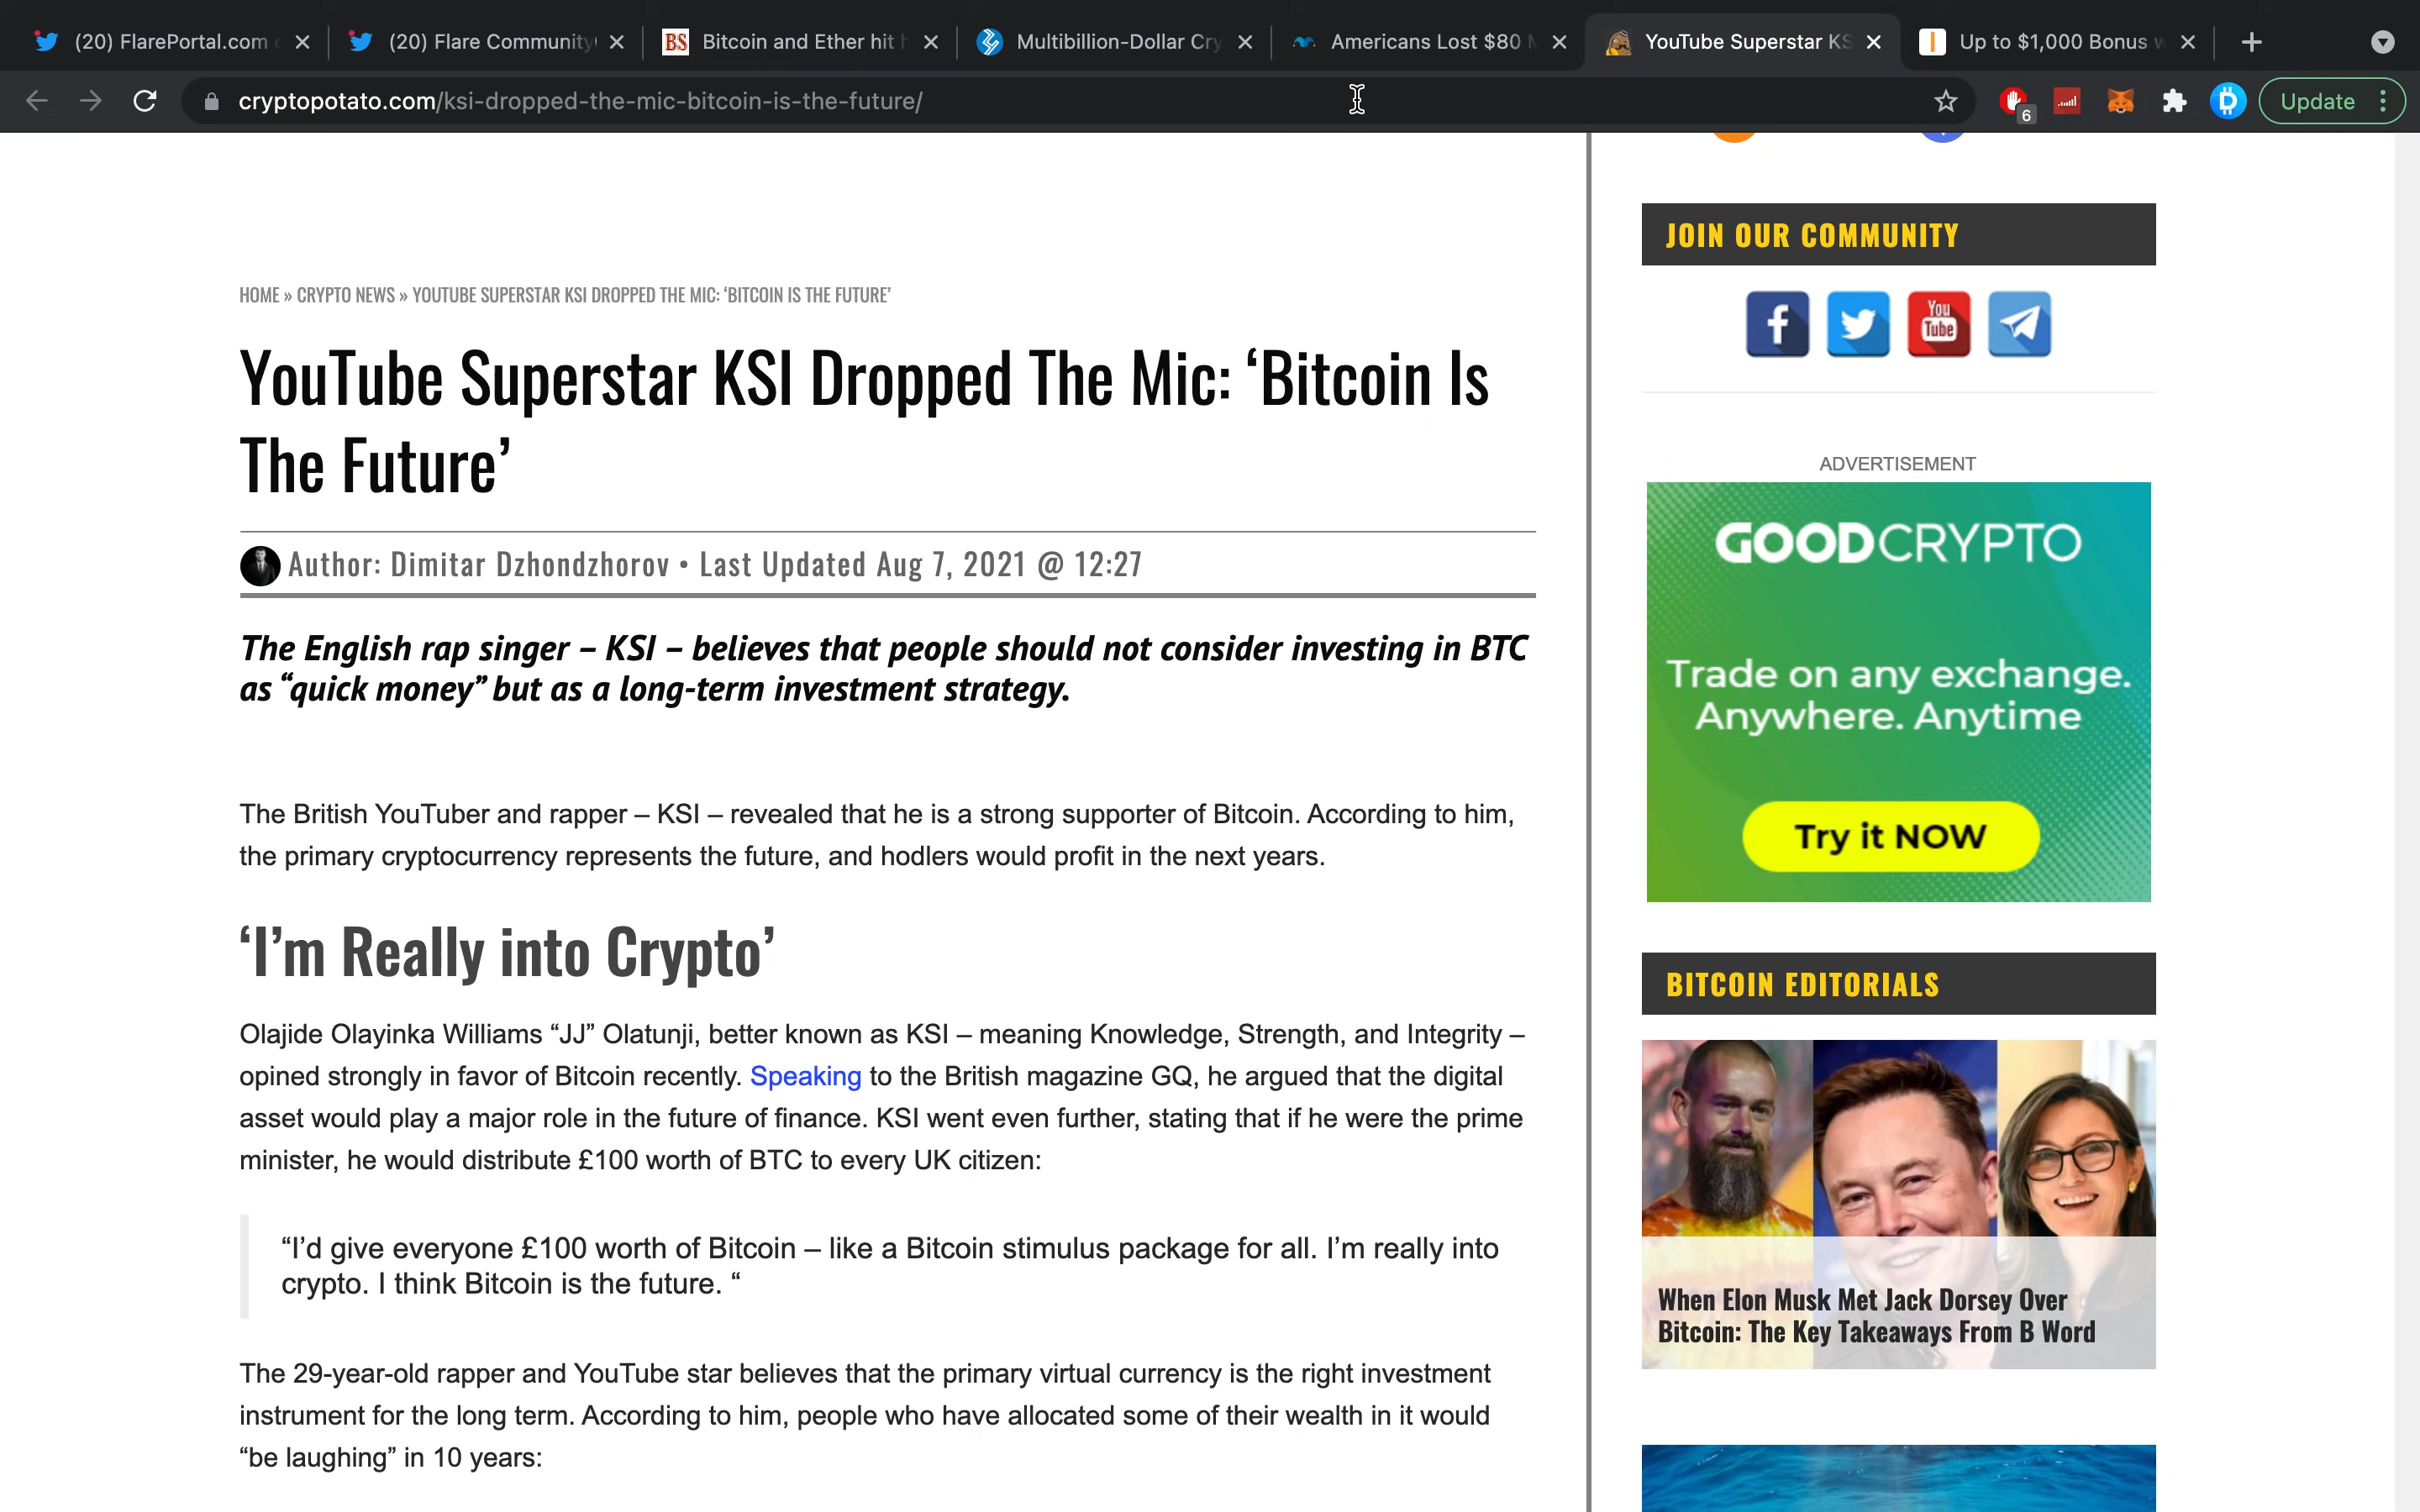 (20) FlarePortal.com
(20) Flare Community
BS
Bitcoin and Ether hit
Multibillion-Dollar Cry
Americans Lost $80
YouTube Superstar KS
Up to $1,000 Bonus
cryptopotato.com/ksi-dropped-the-mic-bitcoin-is-the-future/
6
Update
HOME » CRYPTO NEWS » YOUTUBE SUPERSTAR KSI DROPPED THE MIC: ‘BITCOIN IS THE FUTURE’
YouTube Superstar KSI Dropped The Mic: ‘Bitcoin Is
The Future’
Author: Dimitar Dzhondzhorov • Last Updated Aug 7, 2021 @ 12:27
The English rap singer – KSI – believes that people should not consider investing in BTC
as “quick money” but as a long-term investment strategy.
The British YouTuber and rapper – KSI – revealed that he is a strong supporter of Bitcoin. According to him,
the primary cryptocurrency represents the future, and hodlers would profit in the next years.
‘I’m Really into Crypto’
Olajide Olayinka Williams “JJ” Olatunji, better known as KSI – meaning Knowledge, Strength, and Integrity –
opined strongly in favor of Bitcoin recently. Speaking to the British magazine GQ, he argued that the digital
asset would play a major role in the future of finance. KSI went even further, stating that if he were the prime
minister, he would distribute £100 worth of BTC to every UK citizen:
“I’d give everyone £100 worth of Bitcoin – like a Bitcoin stimulus package for all. I’m really into
crypto. I think Bitcoin is the future. “
The 29-year-old rapper and YouTube star believes that the primary virtual currency is the right investment
instrument for the long term. According to him, people who have allocated some of their wealth in it would
“be laughing” in 10 years:
JOIN OUR COMMUNITY
You
Tube
ADVERTISEMENT
GOODCRYPTO
Trade on any exchange.
Anywhere. Anytime
Try it NOW
BITCOIN EDITORIALS
When Elon Musk Met Jack Dorsey Over
Bitcoin: The Key Takeaways From B Word